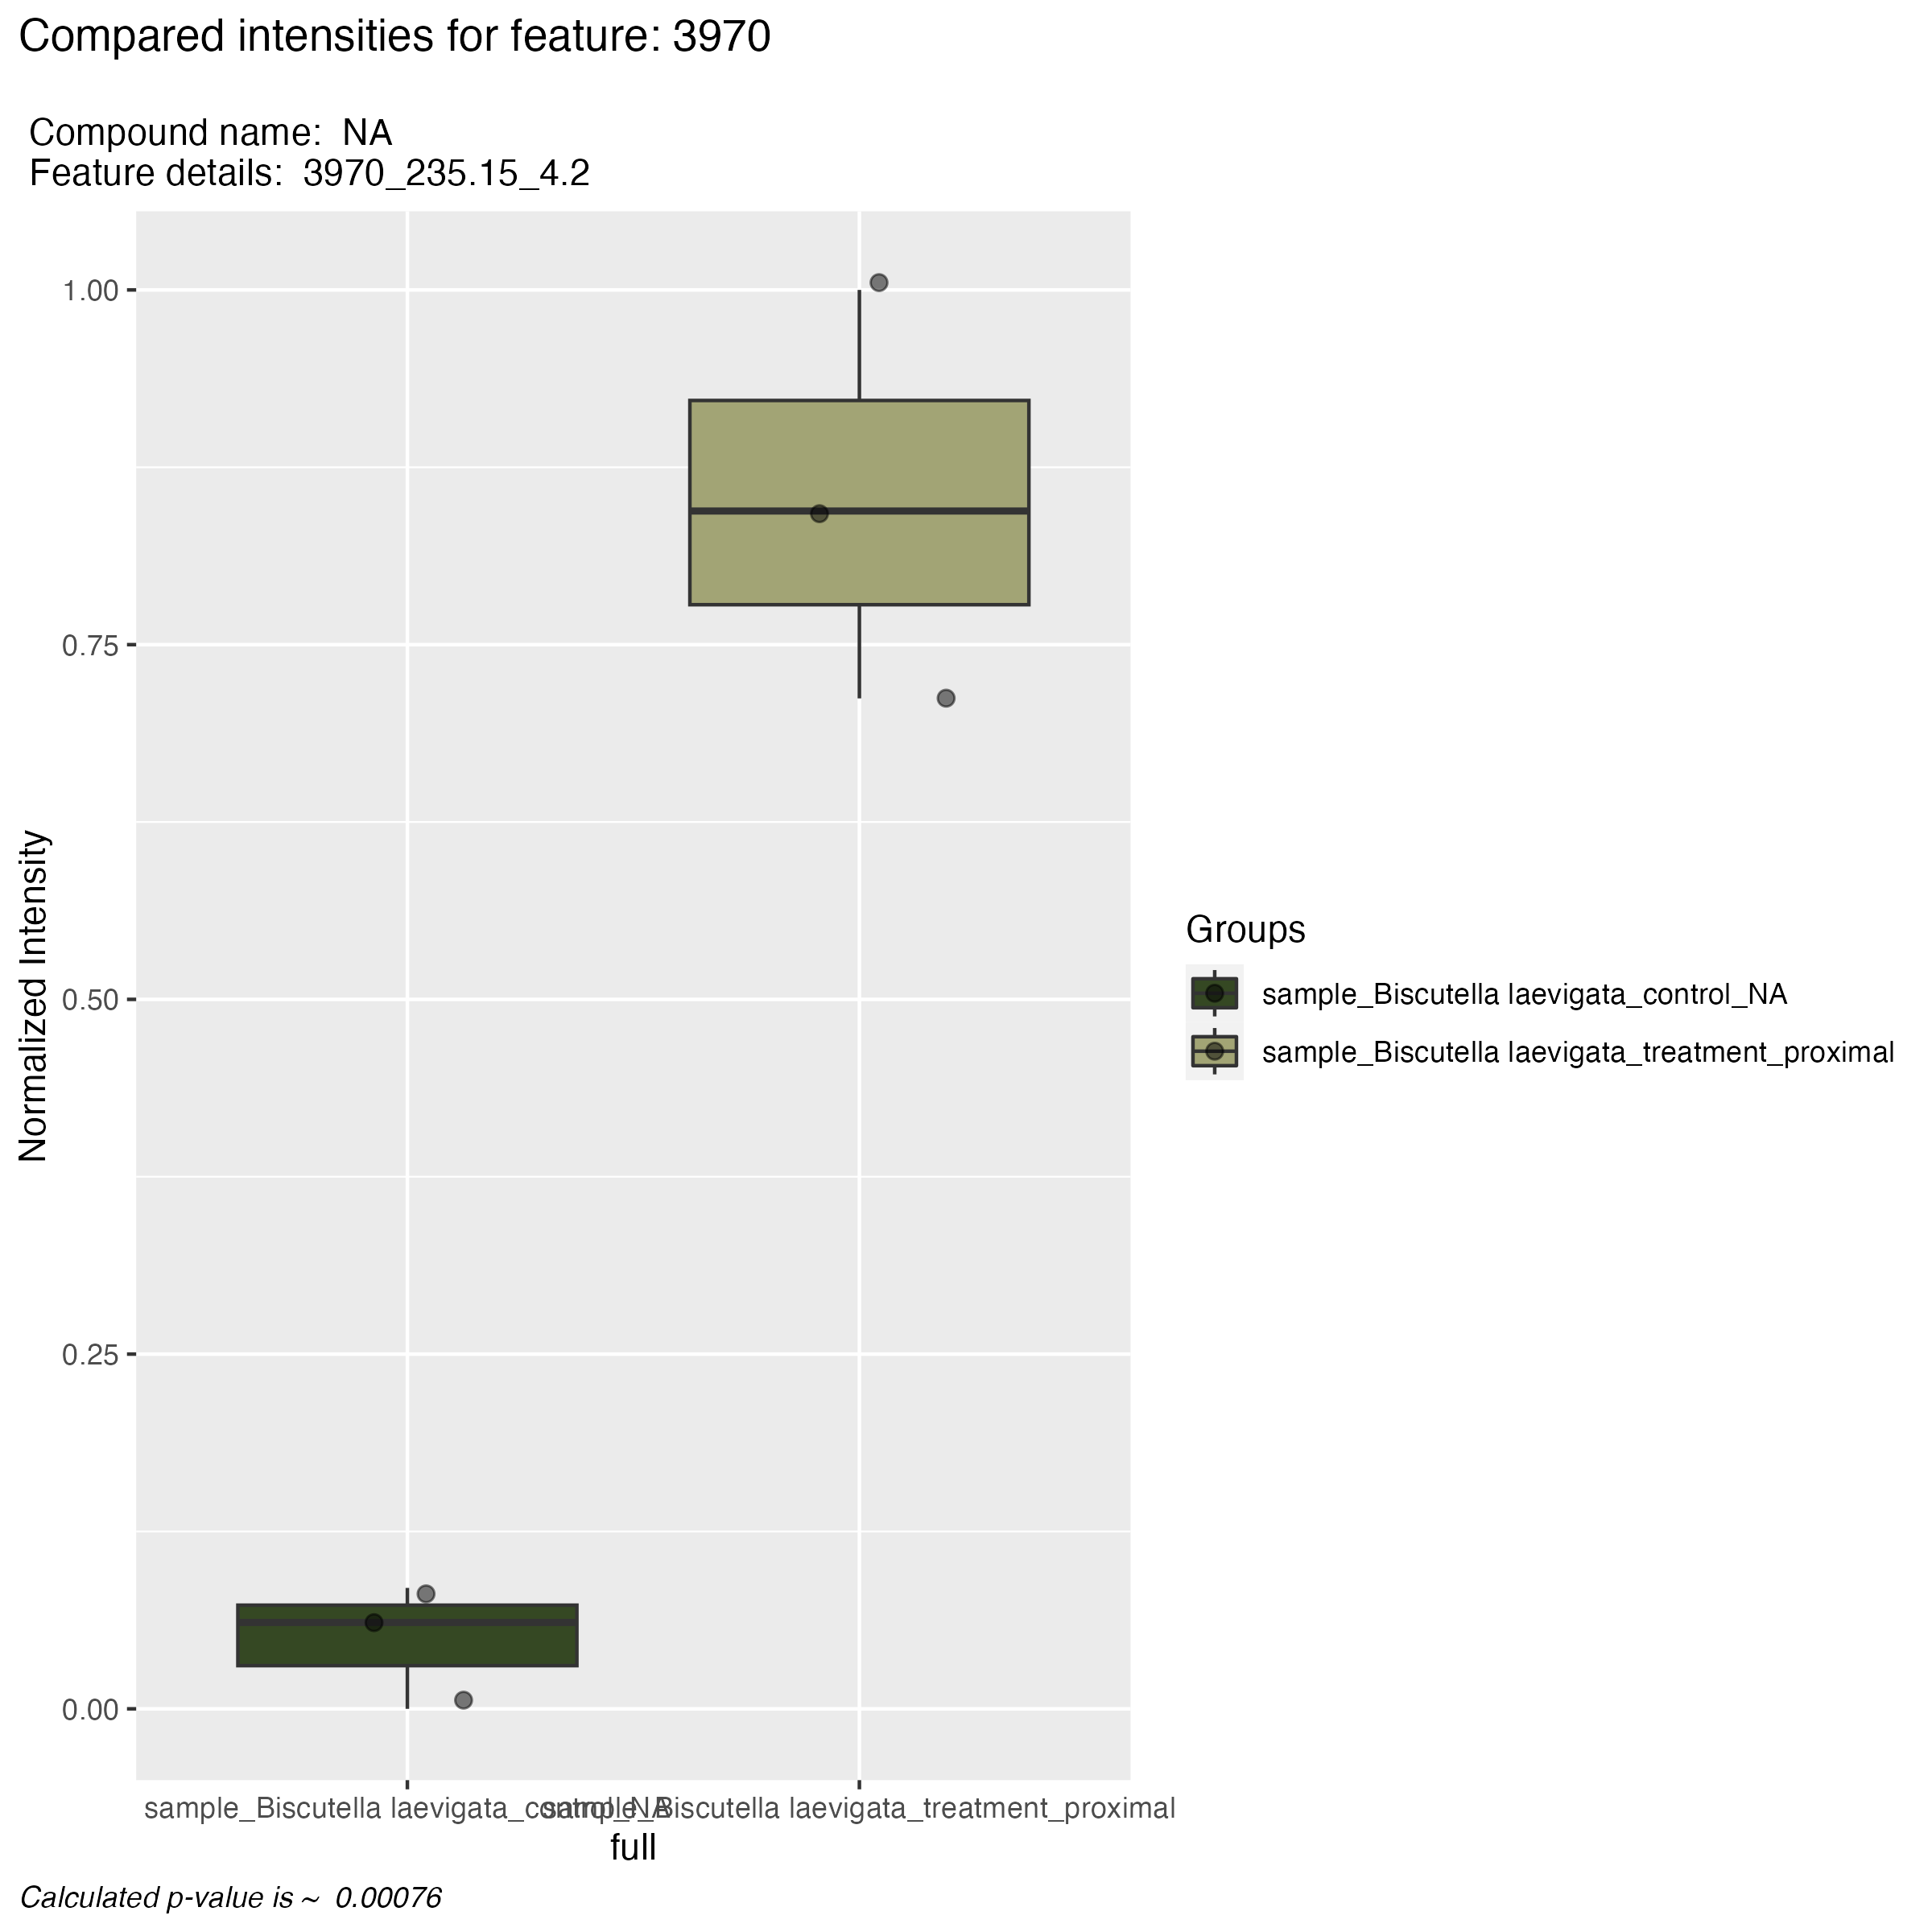 Compared intensities for feature: 3970
Compound name:  NA
Feature details:  3970_235.15_4.2
1.00
0.75
0.50
0.25
0.00
Normalized Intensity
Groups
sample_Biscutella laevigata_control_NA
sample_Biscutella laevigata_treatment_proximal
sample_Biscutella laevigata_control_NA
sample_Biscutella laevigata_treatment_proximal
full
Calculated p-value is ~  0.00076